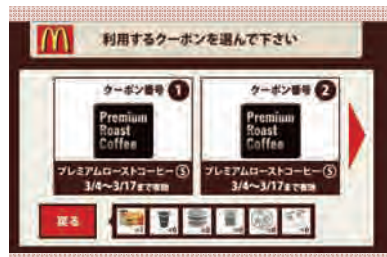 利用するクーポンを選んで下さい
クーポン番号 1
Premium
Roast
Coffee
プレミアムローストコーヒーⓈ
3/4〜3/17まで有効
クーポン番号 2
Premium
Roast
Coffee
プレミアムローストコーヒーⓈ
3/4〜3/17まで有効
戻る